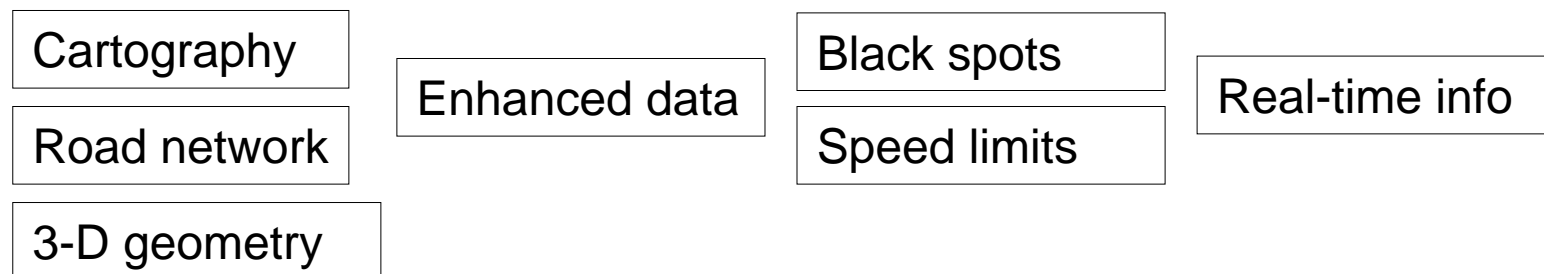 Cartography
Road network
3-D geometry
Enhanced data
Black spots
Speed limits
Real-time info